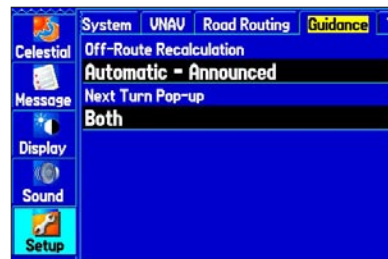 System VNAV Road Routing Guidance
Celestial
Off-Route Recalculation
Automatic - Announced
Message
Next Turn Pop-up
Both
Display
Sound
Setup